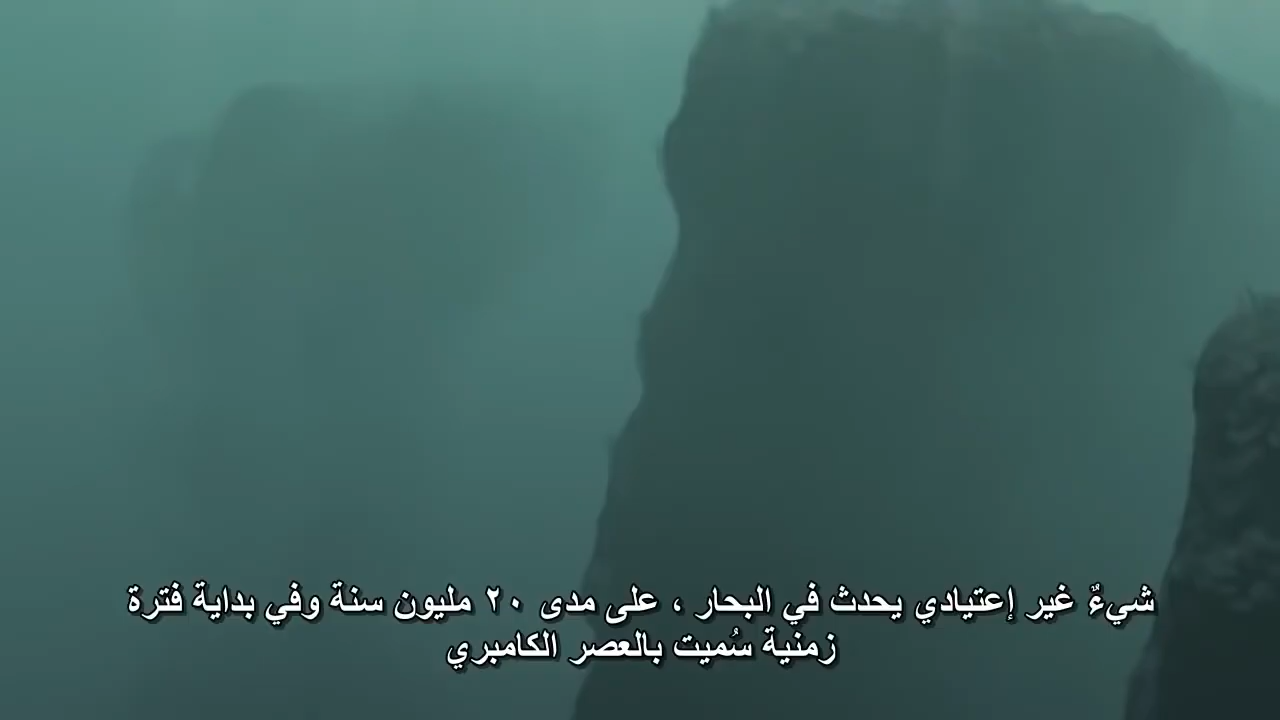 شيءٌ غير إعتيادي يحدث في البحار ، على مدى ٢٠ مليون سنة وفي بداية فترة
زمنية سُميت بالعصر الكامبري